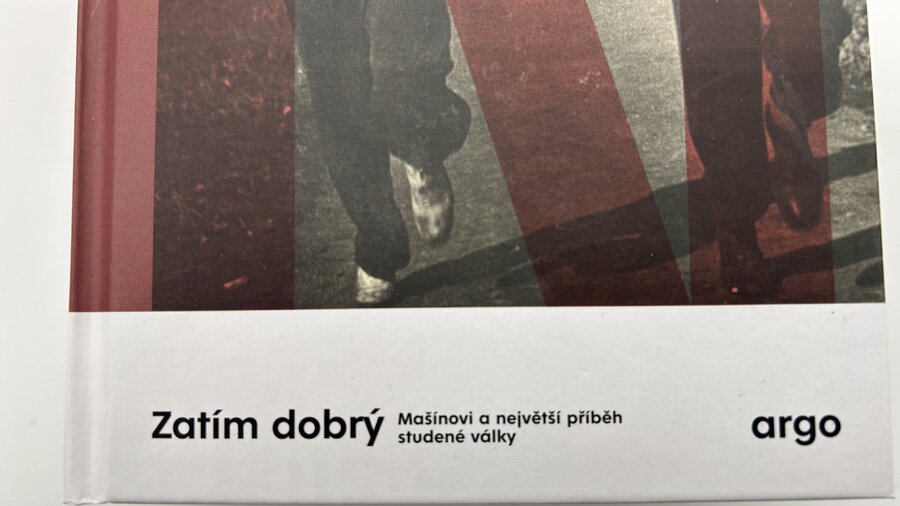 Zatím dobrý
Mašínovi a největší příběh
studené války
argo